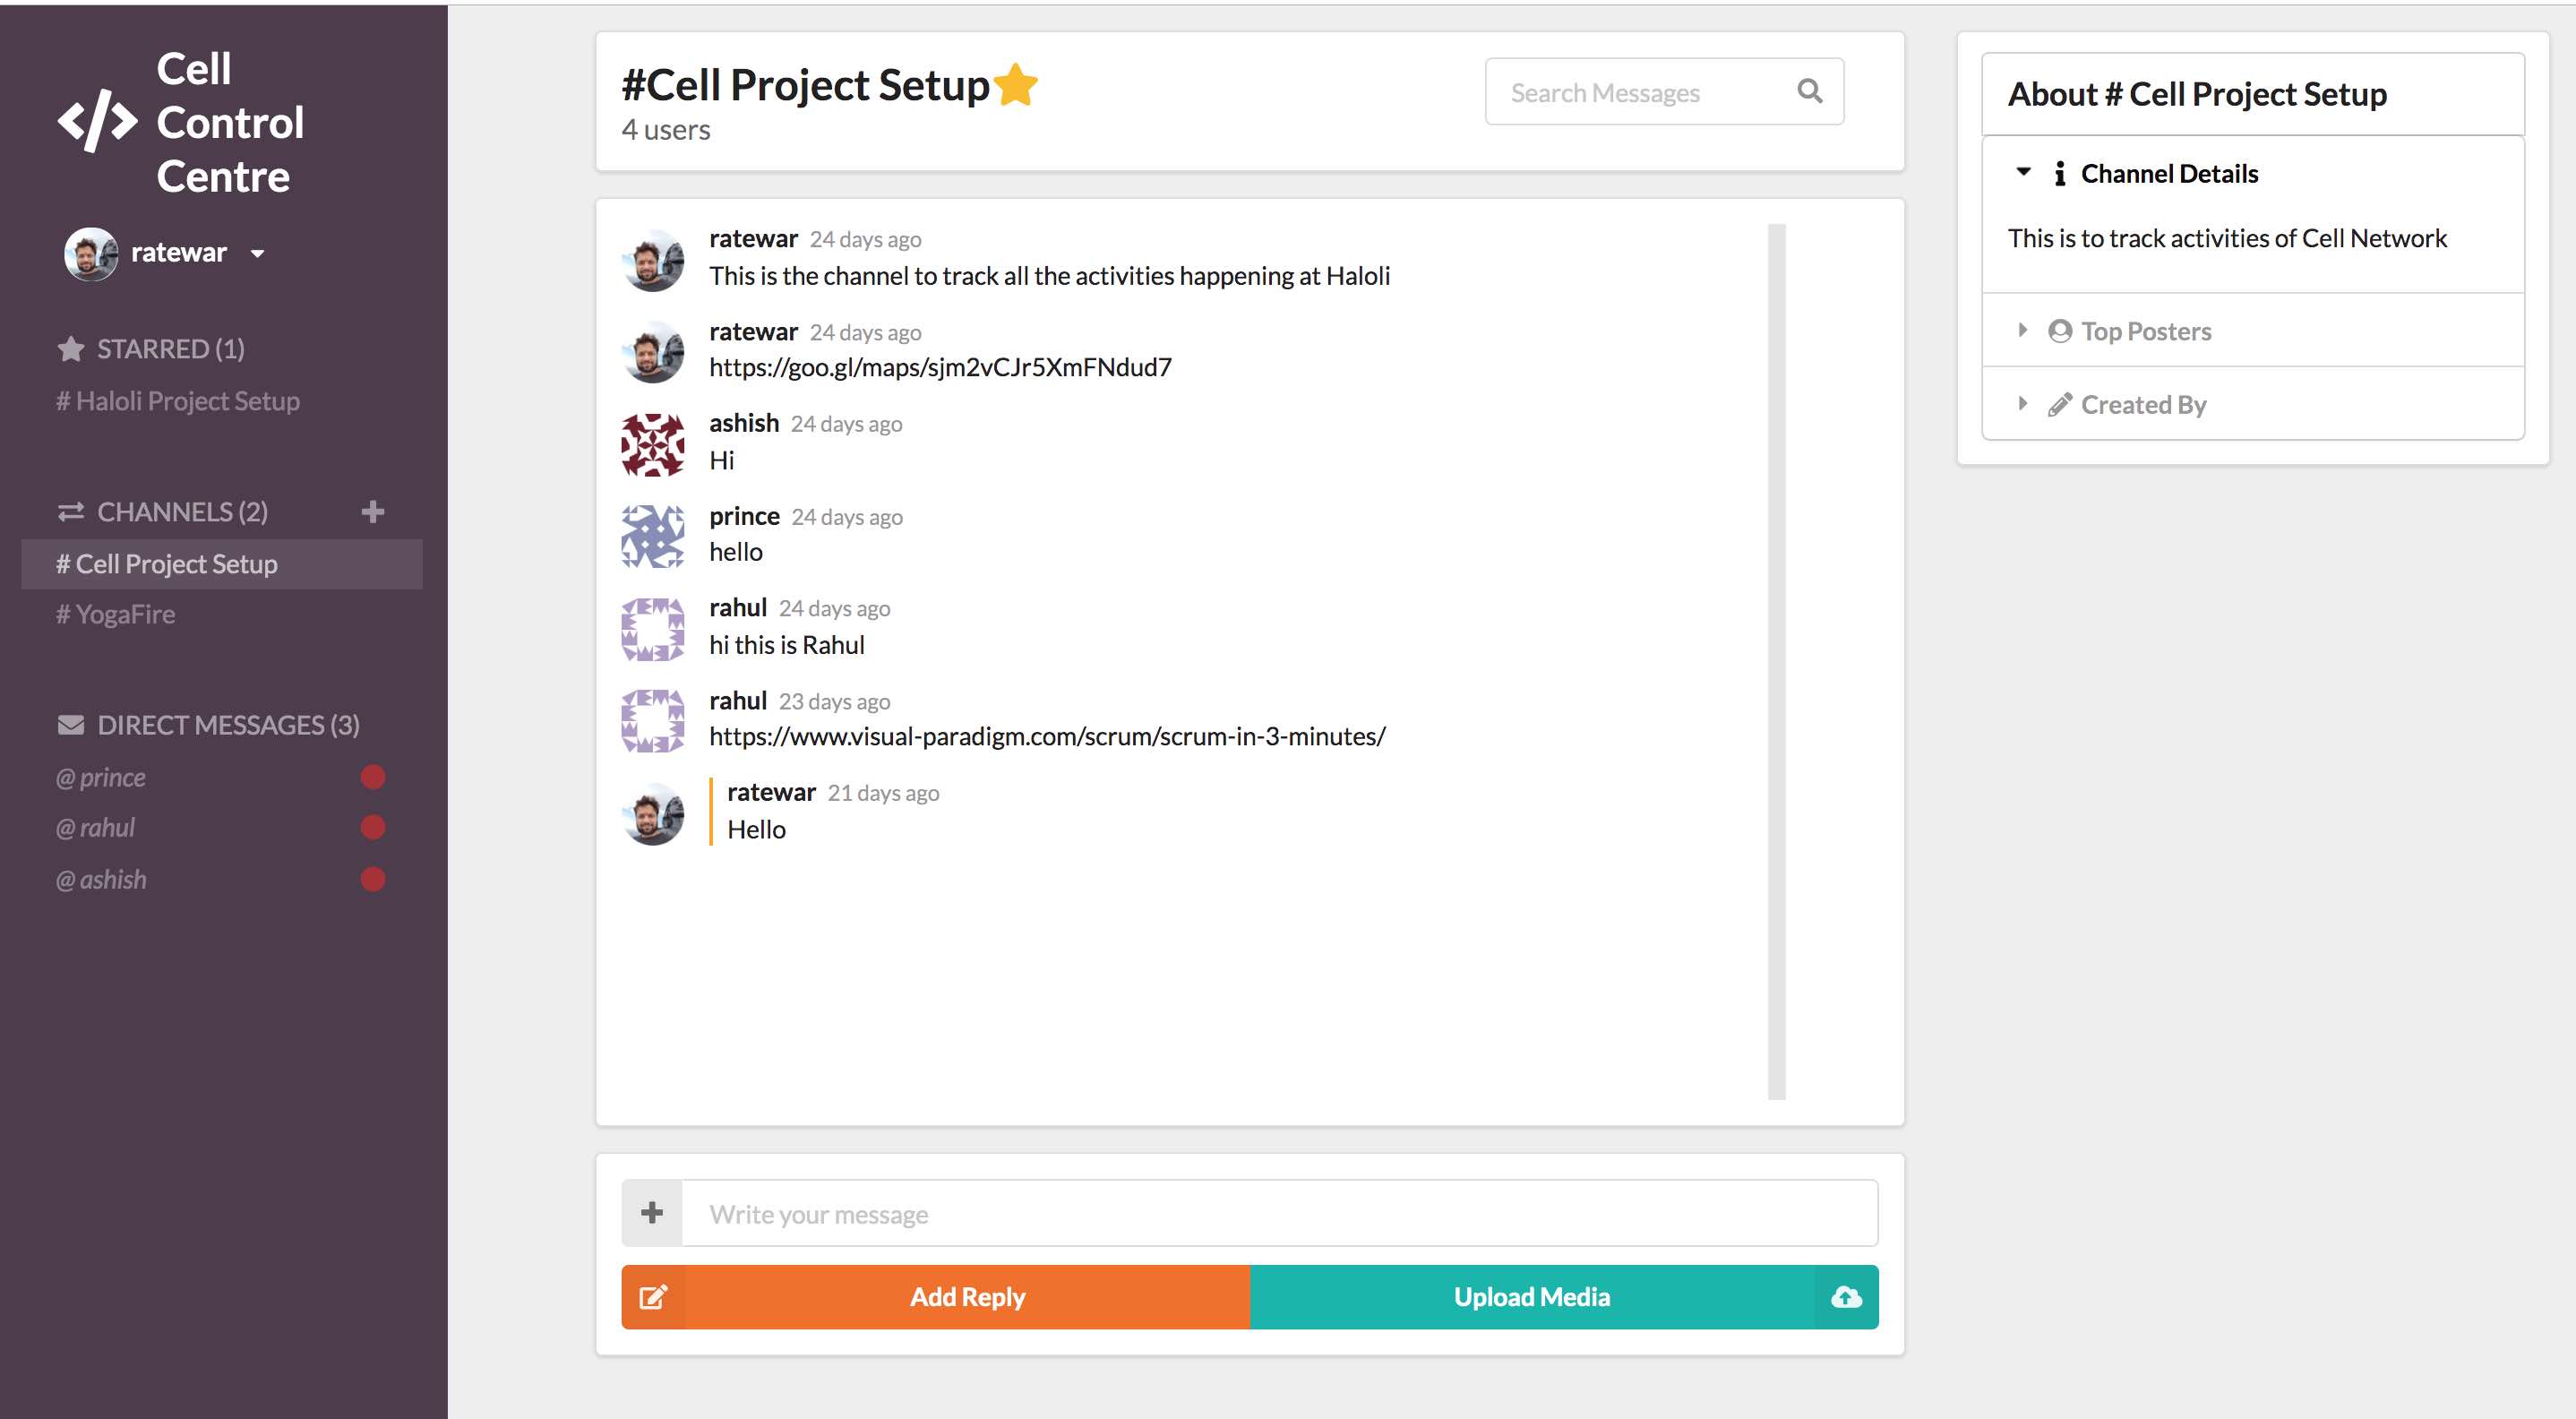 Cell
Control
Centre
ratewar
STARRED (1)
# Haloli Project Setup
CHANNELS (2)
# Cell Project Setup
# YogaFire
DIRECT MESSAGES (3)
@ prince
@ rahul
@ ashish
#Cell Project Setup
4 users
Search Messages
ratewar 24 days ago
This is the channel to track all the activities happening at Haloli
ratewar 24 days ago
https://goo.gl/maps/sjm2vCJr5XmFNdud7
ashish 24 days ago
Hi
prince 24 days ago
hello
rahul 24 days ago
hi this is Rahul
rahul 23 days ago
https://www.visual-paradigm.com/scrum/scrum-in-3-minutes/
ratewar 21 days ago
Hello
Write your message
Add Reply
Upload Media
About # Cell Project Setup
Channel Details
This is to track activities of Cell Network
Top Posters
Created By